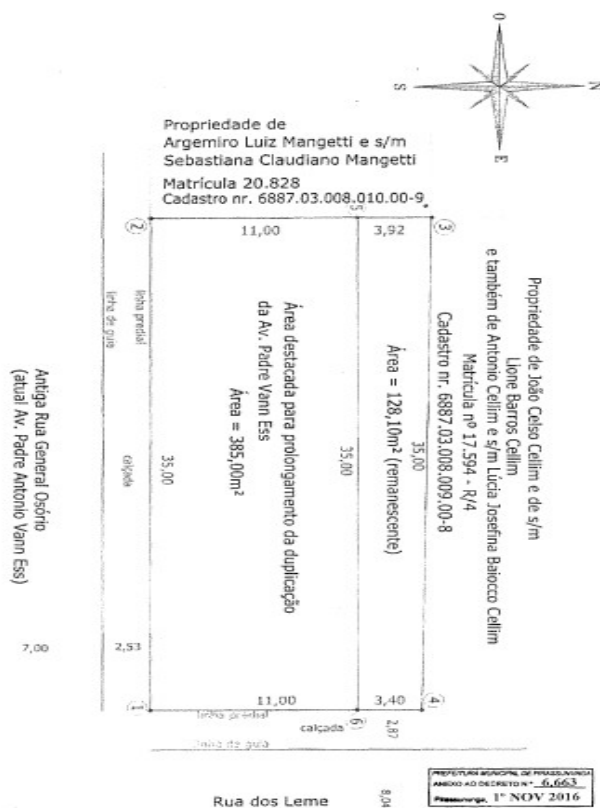 O
N
S
E
Propriedade de
Argemiro Luiz Mangetti e s/m
Sebastiana Claudiano Mangetti
Matrícula 20.828
Cadastro nr. 6887.03.008.010.00-9
2
11,00
5
3,92
3
Propriedade de João Celso Cellim e de s/m
Lione Barros Cellim
e também de Antonio Cellim e s/m Lúcia Josefina Baiocco Cellim
Matrícula nº 17.594 - R/4
Cadastro nr. 6887.03.008.009.00-8
35,00
Área = 128,10m² (remanescente)
35,00
Área destacada para prolongamento da duplicação
da Av. Padre Vann Ess
Área = 385,00m²
35,00
linha predial
calçada
linha de guia
Antiga Rua General Osório
(atual Av. Padre Antonio Vann Ess)
7,00
2,53
1
11,00
6
3,40
4
linha predial
calçada
2,87
linha de guia
Rua dos Leme
8,04
PREFEITURA MUNICIPAL DE PIRASSUNUNGA
ANEXO AO DECRETO Nº 6.663
Pirassununga, 1º NOV 2016